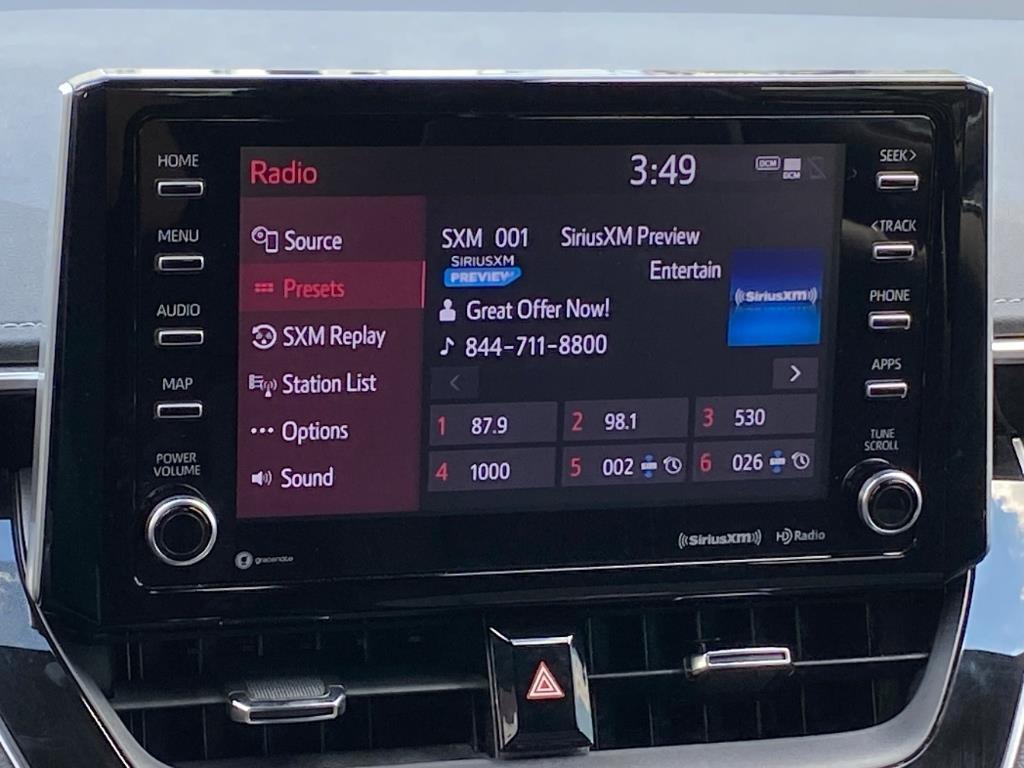 HOME
MENU
AUDIO
MAP
POWER
VOLUME
Radio
3:49
DCM
DCM
Source
Presets
SXM Replay
Station List
Options
Sound
SXM 001 SiriusXM Preview
SIRIUSXM
PREVIEW
Entertain
Great Offer Now!
844-711-8800
((SiriusXM))
<
>
1 87.9
2 98.1
3 530
4 1000
5 002
6 026
SEEK>
<TRACK
PHONE
APPS
TUNE
SCROLL
gracenote
((SiriusXM)) HD Radio